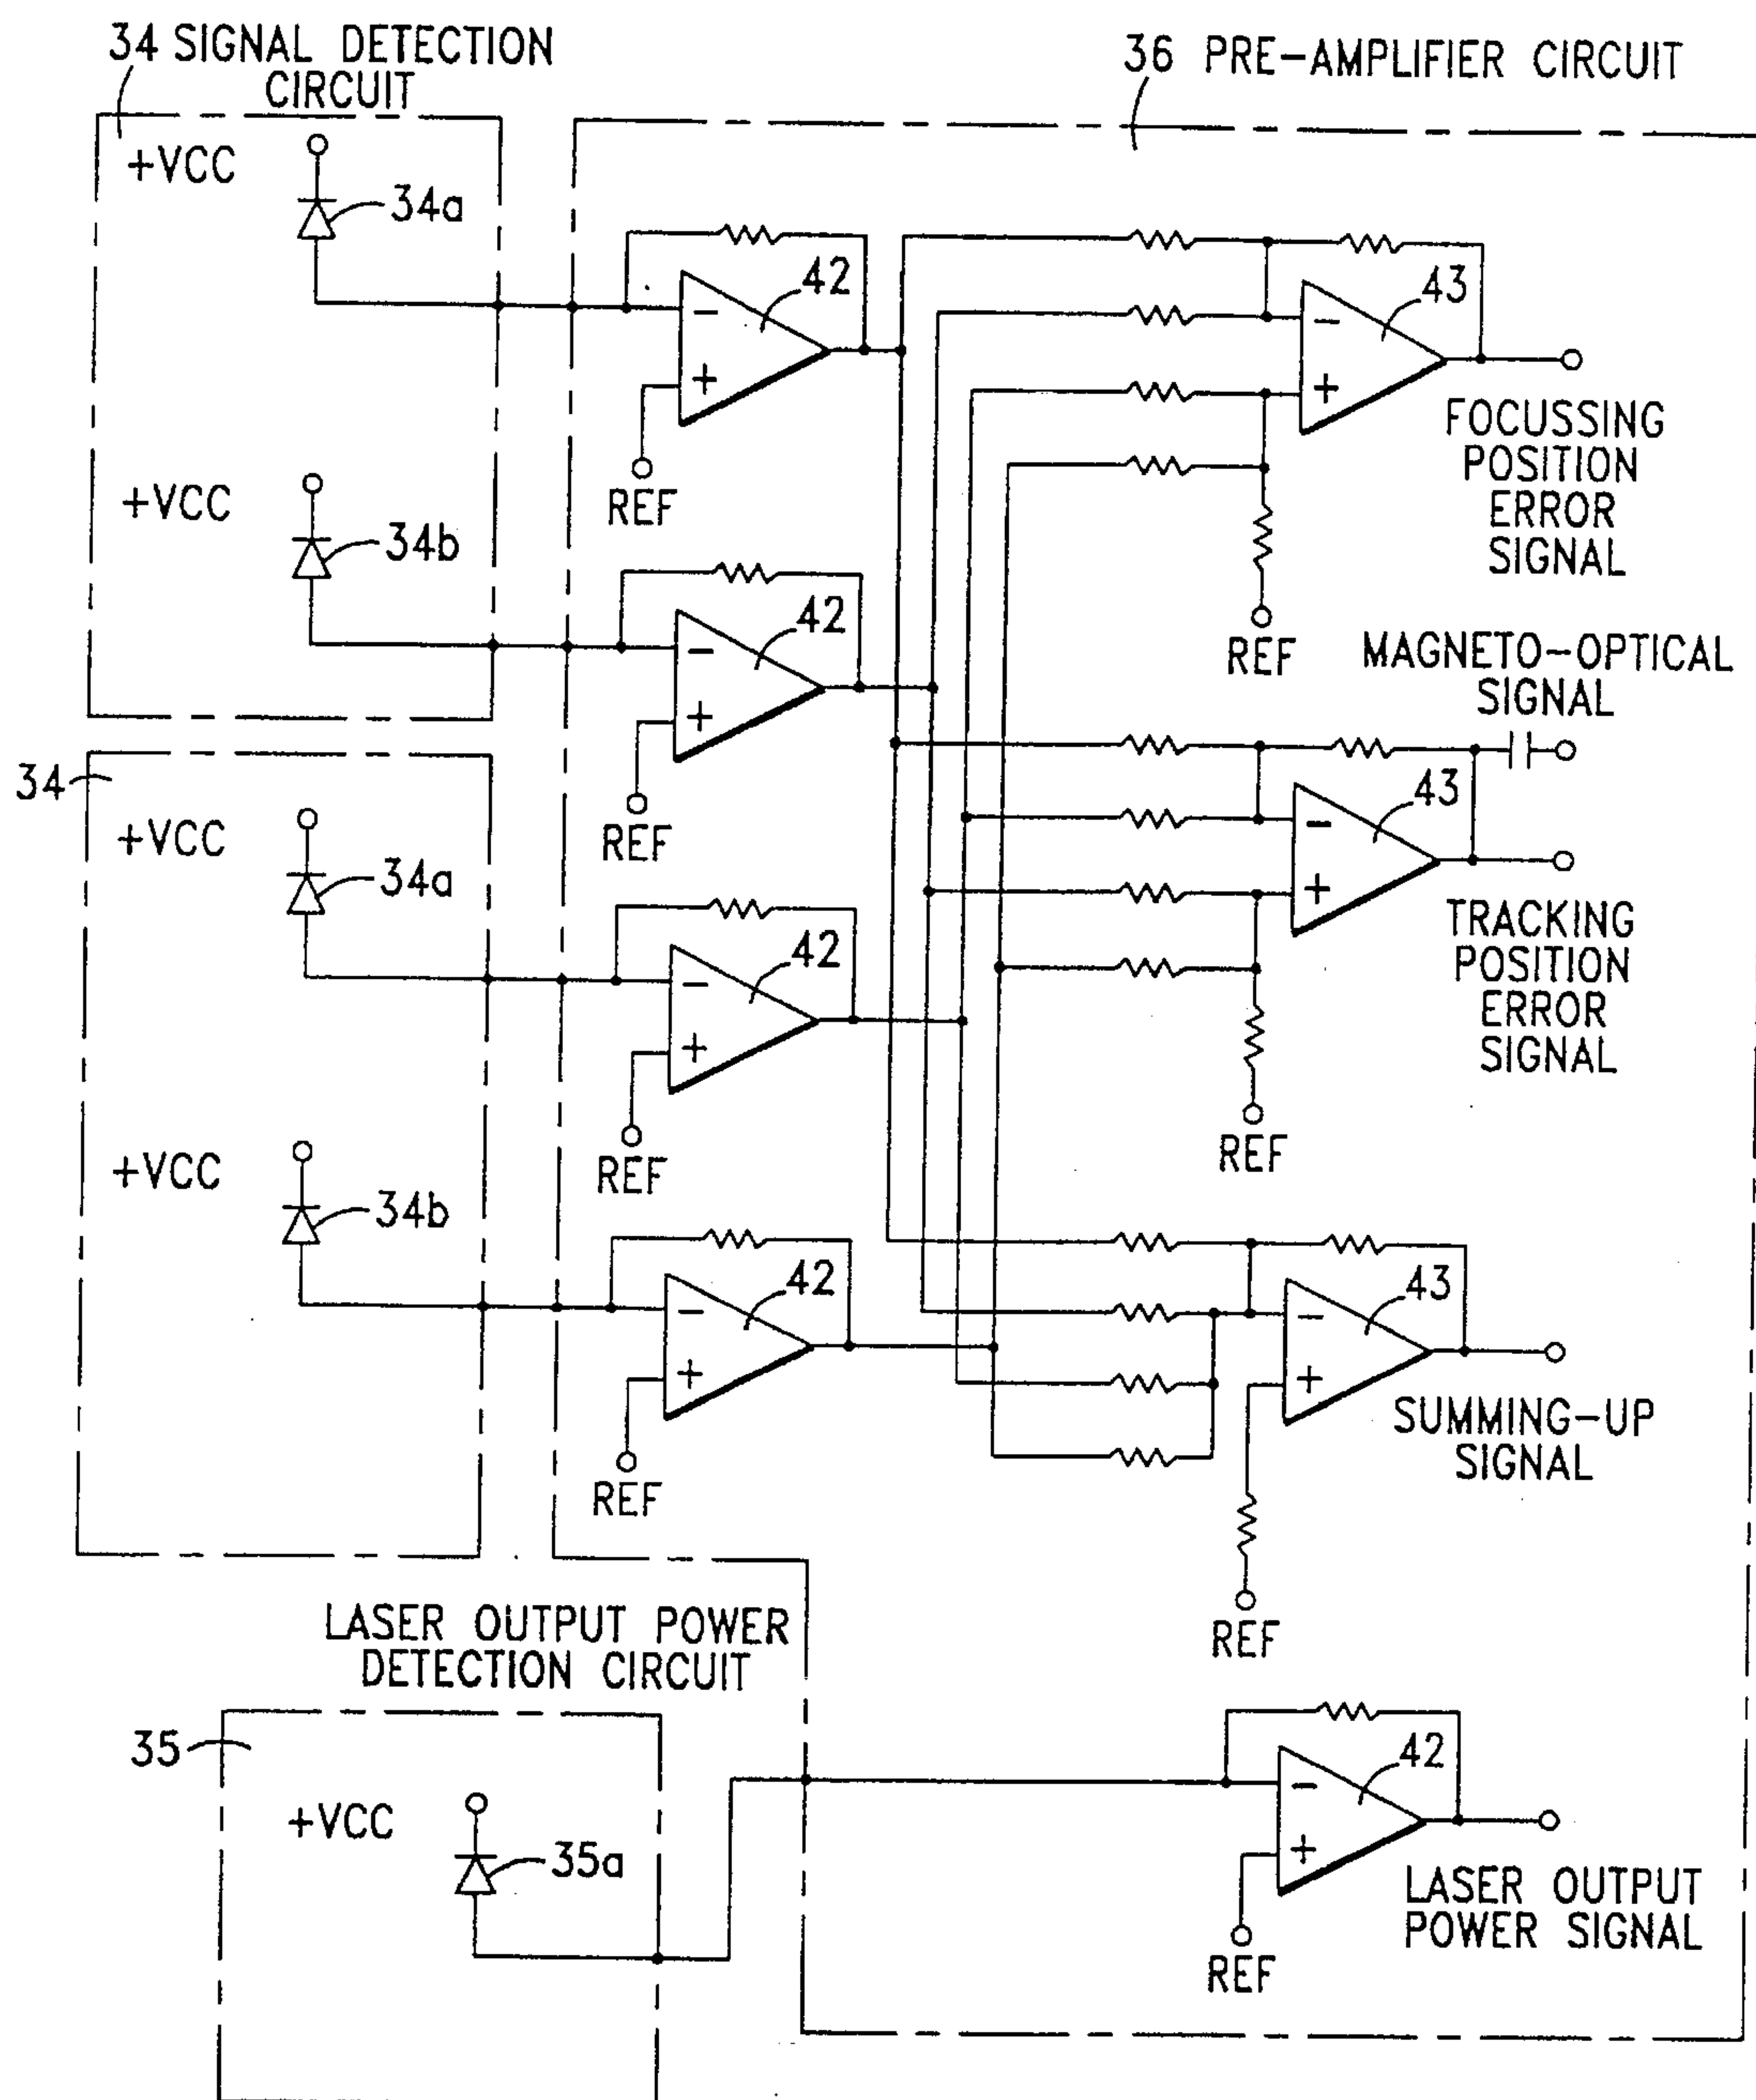 34 SIGNAL DETECTION
CIRCUIT
36 PRE-AMPLIFIER CIRCUIT
+VCC
34a
42
43
REF
FOCUSSING
POSITION
ERROR
SIGNAL
+VCC
34b
42
REF
REF
MAGNETO-OPTICAL
SIGNAL
34
+VCC
34a
42
43
REF
TRACKING
POSITION
ERROR
SIGNAL
REF
+VCC
34b
42
43
REF
SUMMING-UP
SIGNAL
REF
LASER OUTPUT POWER
DETECTION CIRCUIT
35
+VCC
35a
42
REF
LASER OUTPUT
POWER SIGNAL